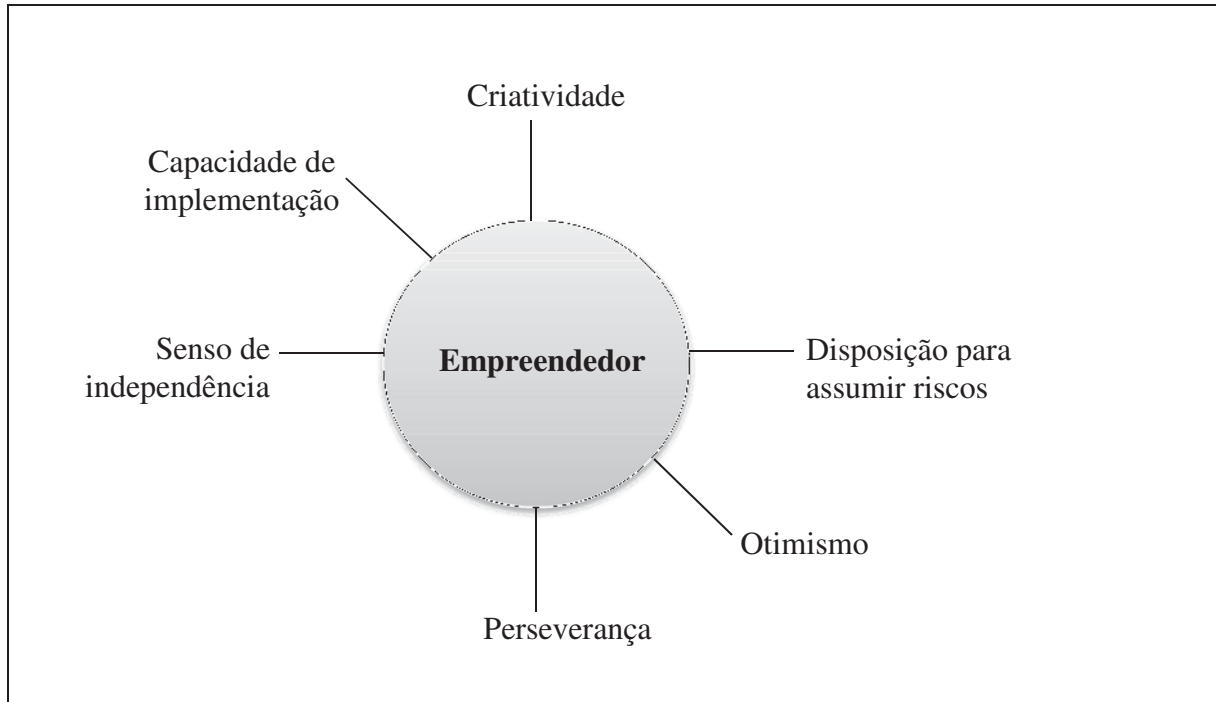 Criatividade
Capacidade de
implementação
Senso de
independência
Empreendedor
Disposição para
assumir riscos
Otimismo
Perseverança